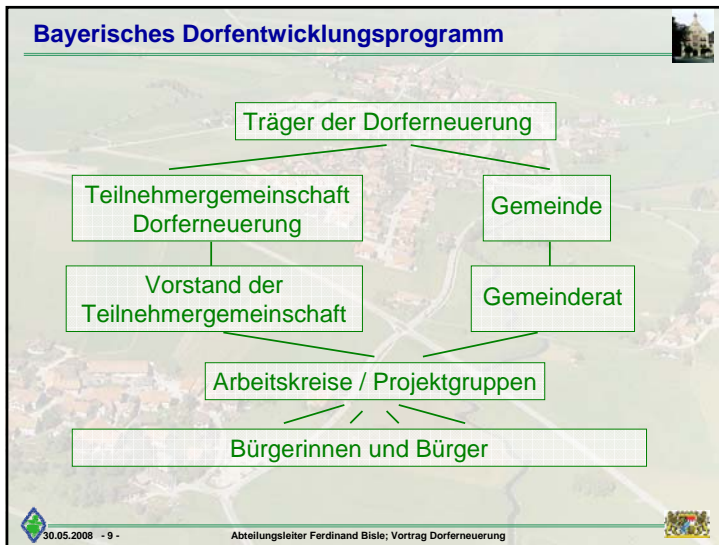 Bayerisches Dorfentwicklungsprogramm
Träger der Dorferneuerung
Teilnehmergemeinschaft
Dorferneuerung
Gemeinde
Vorstand der
Teilnehmergemeinschaft
Gemeinderat
Arbeitskreise / Projektgruppen
Bürgerinnen und Bürger
30.05.2008 - 9 -
Abteilungsleiter Ferdinand Bisle; Vortrag Dorferneuerung